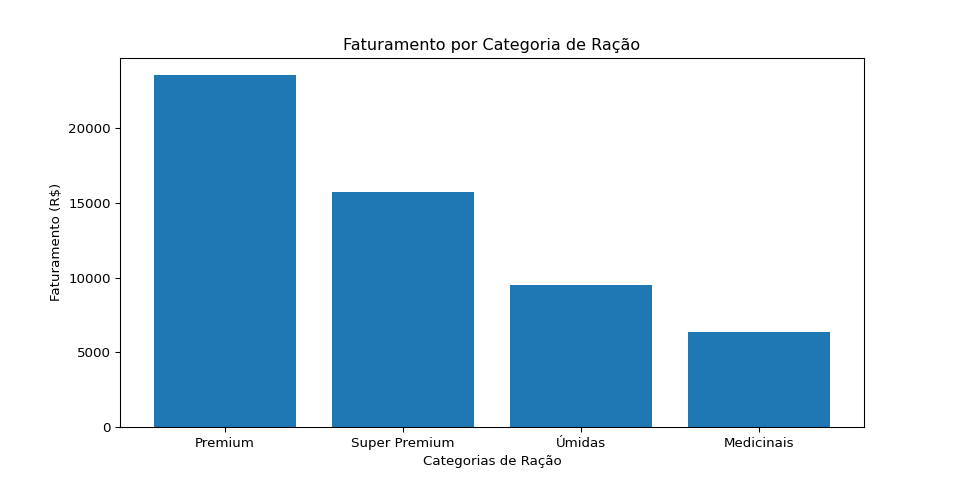 Faturamento por Categoria de Ração
Faturamento (R$)
20000
15000
10000
5000
0
Premium
Super Premium
Úmidas
Medicinais
Categorias de Ração